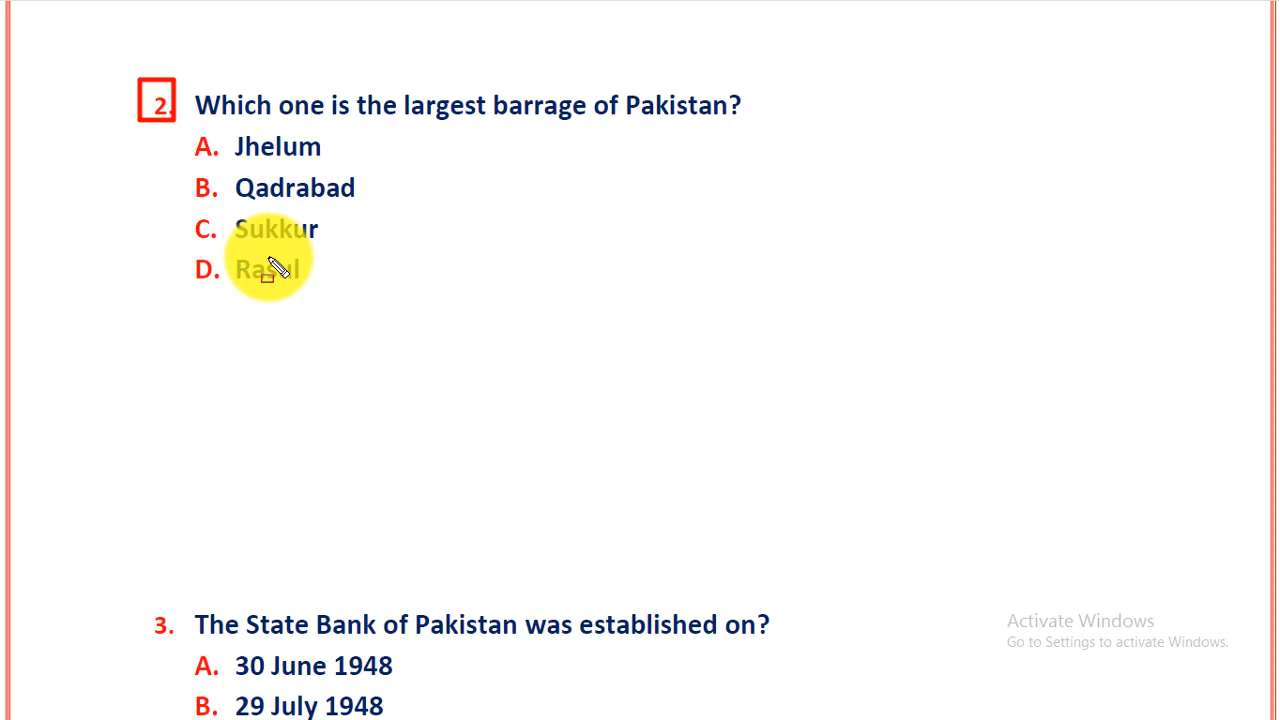 2. Which one is the largest barrage of Pakistan?
A. Jhelum
B. Qadrabad
C. Sukkur
D. Rasul
3. The State Bank of Pakistan was established on?
A. 30 June 1948
B. 29 July 1948
Activate Windows
Go to Settings to activate Windows.